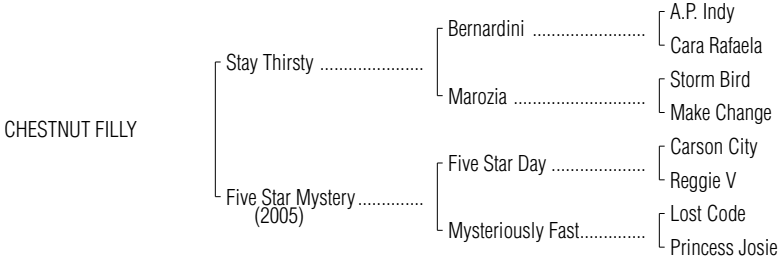 CHESTNUT FILLY
Stay Thirsty ......................
Five Star Mystery ..............
(2005)
Bernardini ........................
Marozia ............................
Five Star Day ....................
Mysteriously Fast..............
A.P. Indy
Cara Rafaela
Storm Bird
Make Change
Carson City
Reggie V
Lost Code
Princess Josie